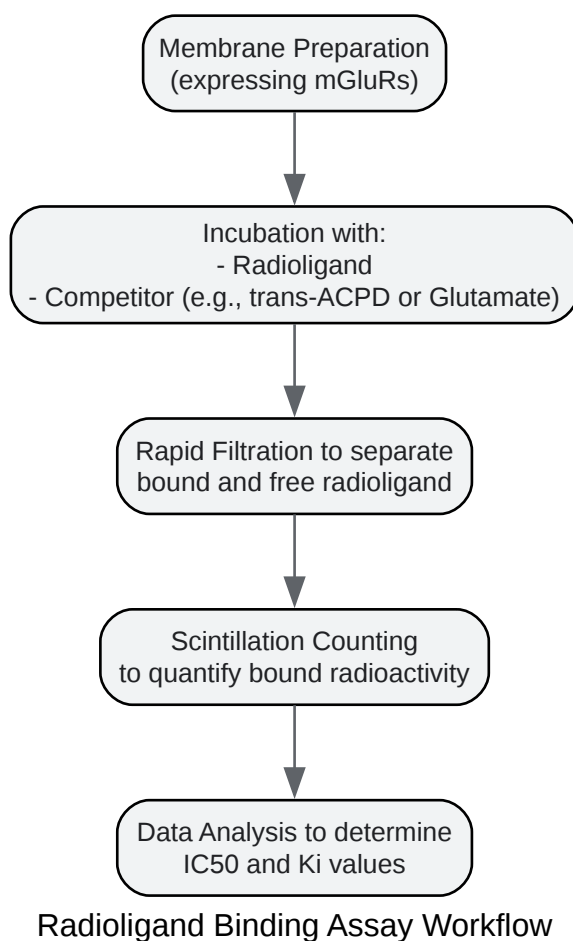 Membrane Preparation
(expressing mGluRs)
Incubation with:
- Radioligand
- Competitor (e.g., trans-ACPD or Glutamate)
Rapid Filtration to separate
bound and free radioligand
Scintillation Counting
to quantify bound radioactivity
Data Analysis to determine
IC50 and Ki values
Radioligand Binding Assay Workflow